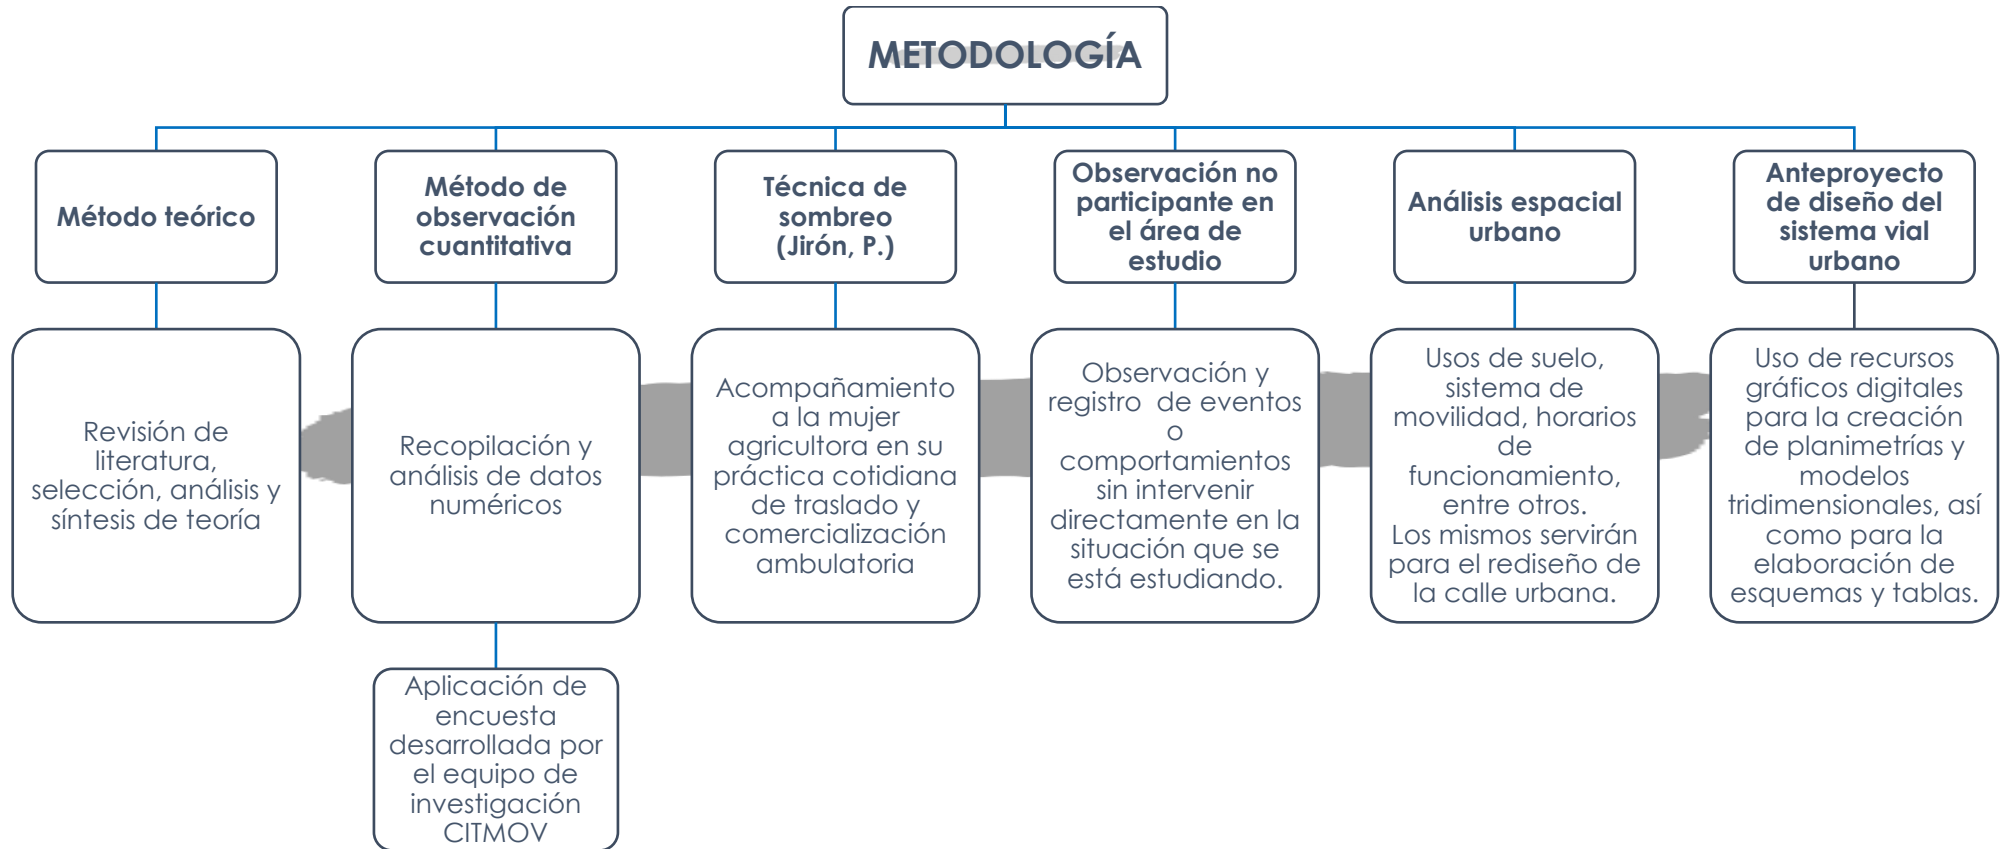 METODOLOGÍA
Método teórico
Método de
observación
cuantitativa
Técnica de
sombreo
(Jirón, P.)
Observación no
participante en
el área de
estudio
Análisis espacial
urbano
Anteproyecto
de diseño del
sistema vial
urbano
Revisión de
literatura,
selección, análisis y
síntesis de teoría
Recopilación y
análisis de datos
numéricos
Acompañamiento
a la mujer
agricultora en su
práctica cotidiana
de traslado y
comercialización
ambulatoria
Observación y
registro  de eventos
o
comportamientos
sin intervenir
directamente en la
situación que se
está estudiando.
Usos de suelo,
sistema de
movilidad, horarios
de
funcionamiento,
entre otros.
Los mismos servirán
para el rediseño de
la calle urbana.
Uso de recursos
gráficos digitales
para la creación
de planimetrías y
modelos
tridimensionales, así
como para la
elaboración de
esquemas y tablas.
Aplicación de
encuesta
desarrollada por
el equipo de
investigación
CITMOV